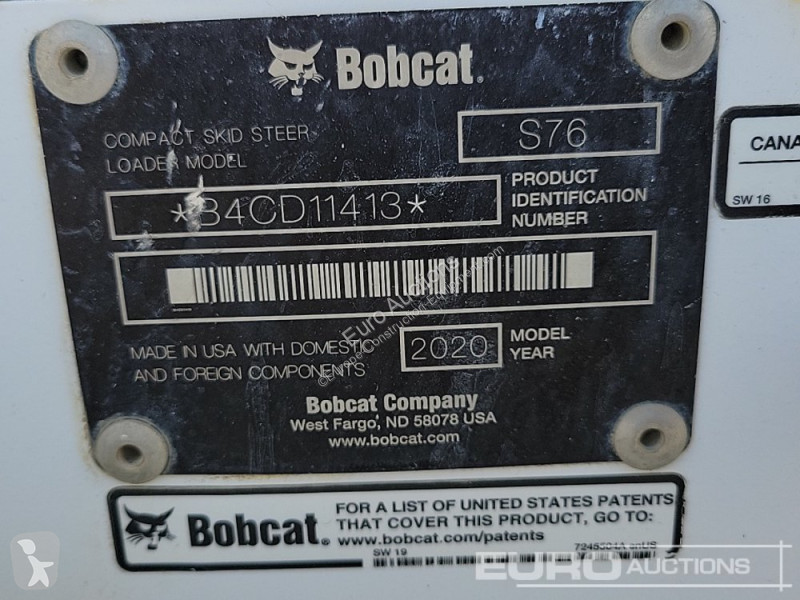 Bobcat.
COMPACT SKID STEER
LOADER MODEL
S76
*B4CD11413*
PRODUCT
IDENTIFICATION
NUMBER
MADE IN USA WITH DOMESTIC
AND FOREIGN COMPONENTS
2020
MODEL
YEAR
Bobcat Company
West Fargo, ND 58078 USA
www.bobcat.com
CANA
SW 16
Bobcat.
FOR A LIST OF UNITED STATES PATENTS
THAT COVER THIS PRODUCT, GO TO:
www.bobcat.com/patents
SW 19
Euro Auctions
EURO
AUCTIONS